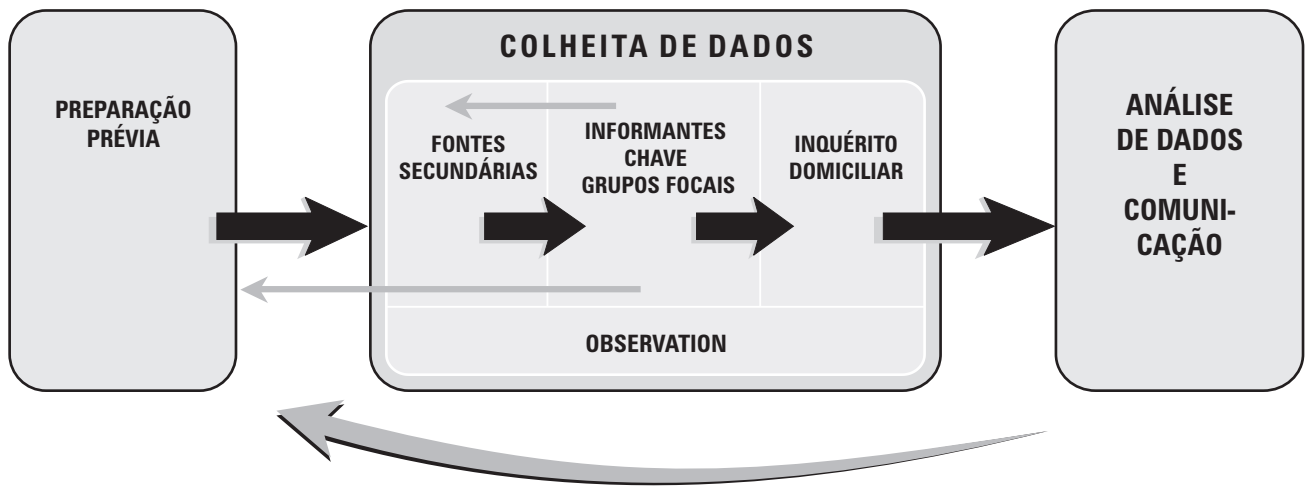 PREPARAÇÃO
PRÉVIA
COLHEITA DE DADOS
FONTES
SECUNDÁRIAS
INFORMANTES
CHAVE
GRUPOS FOCAIS
INQUÉRITO
DOMICILIAR
OBSERVATION
ANÁLISE
DE DADOS
E
COMUNI-
CAÇÃO